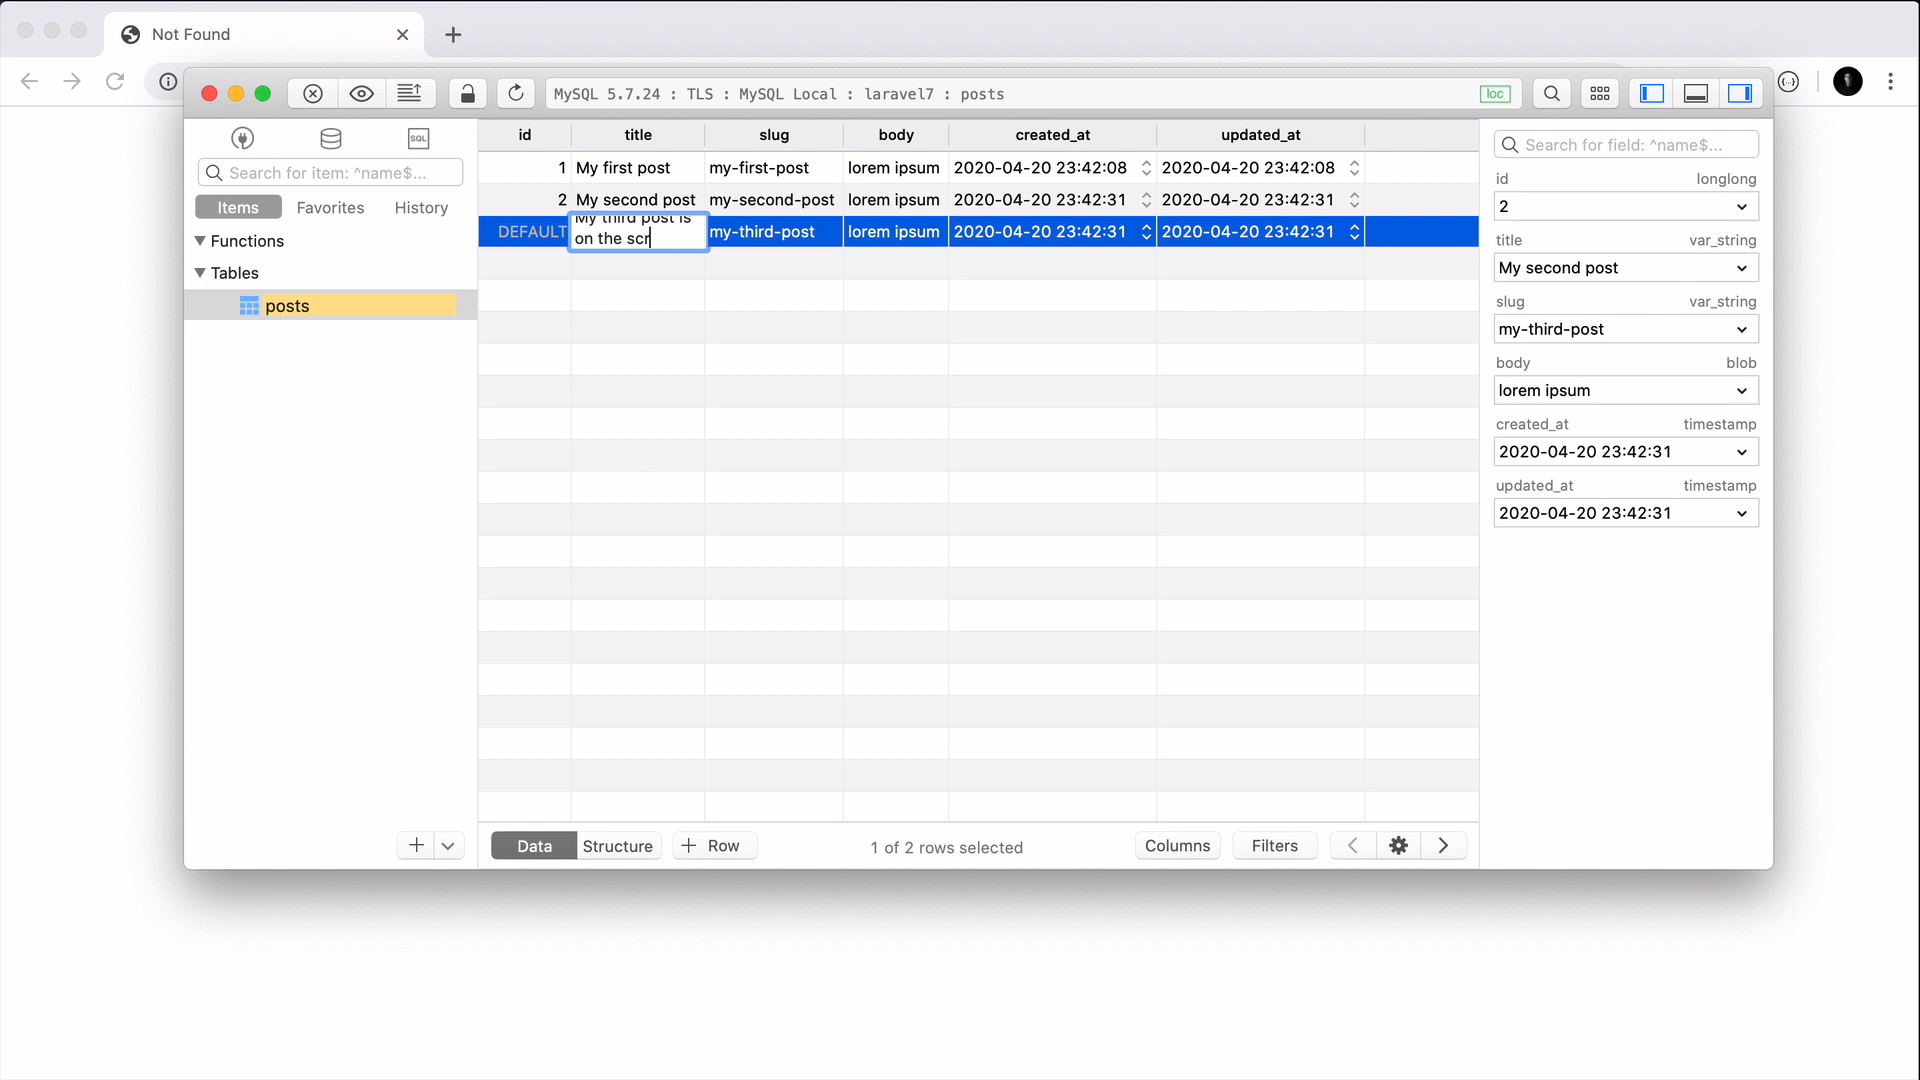 Not Found
MySQL 5.7.24 : TLS : MySQL Local : laravel7 : posts
loc
SQL
Search for item: ^name$...
Items Favorites History
Functions
Tables
posts
id title slug body created_at updated_at
1 My first post my-first-post lorem ipsum 2020-04-20 23:42:08 2020-04-20 23:42:08
2 My second post my-second-post lorem ipsum 2020-04-20 23:42:31 2020-04-20 23:42:31
DEFAULT My third post is my-third-post lorem ipsum 2020-04-20 23:42:31 2020-04-20 23:42:31
on the scr
Search for field: ^name$...
id longlong
2
title var_string
My second post
slug var_string
my-third-post
body blob
lorem ipsum
created_at timestamp
2020-04-20 23:42:31
updated_at timestamp
2020-04-20 23:42:31
Data Structure + Row 1 of 2 rows selected Columns Filters